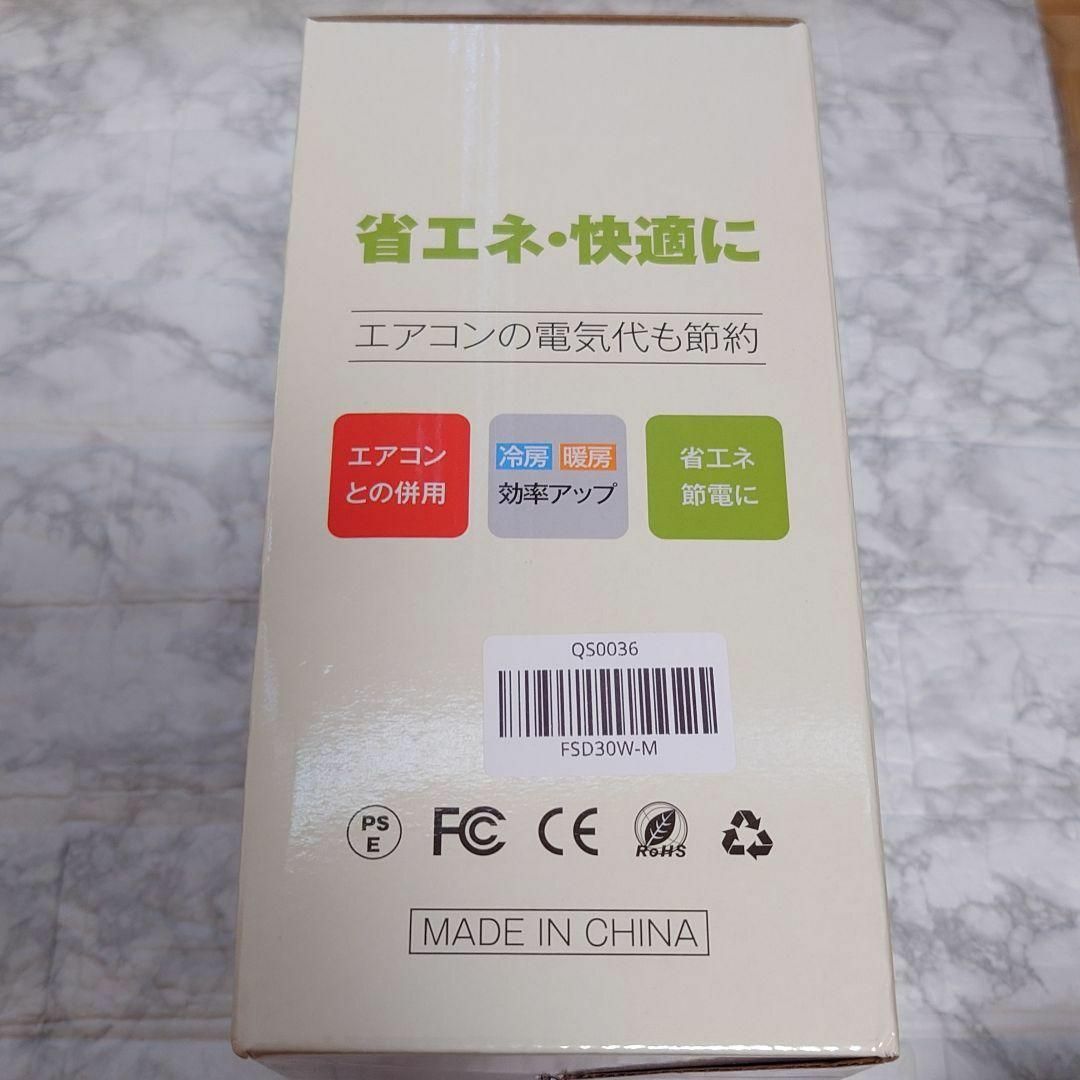 省エネ・快適に
エアコンの電気代も節約
エアコン
との併用
冷房 暖房
効率アップ
省エネ
節電に
QS0036
FSD30W-M
PS
E
FC
CE
RoHS
MADE IN CHINA